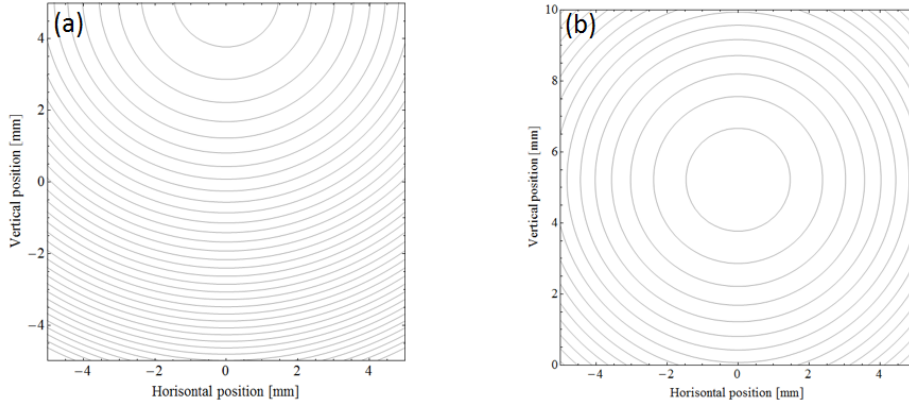 (a)
Vertical position [mm]
4
2
0
−2
−4
−4 −2 0 2 4
Horisontal position [mm]
(b)
Vertical position [mm]
10
8
6
4
2
0
−4 −2 0 2 4
Horisontal position [mm]